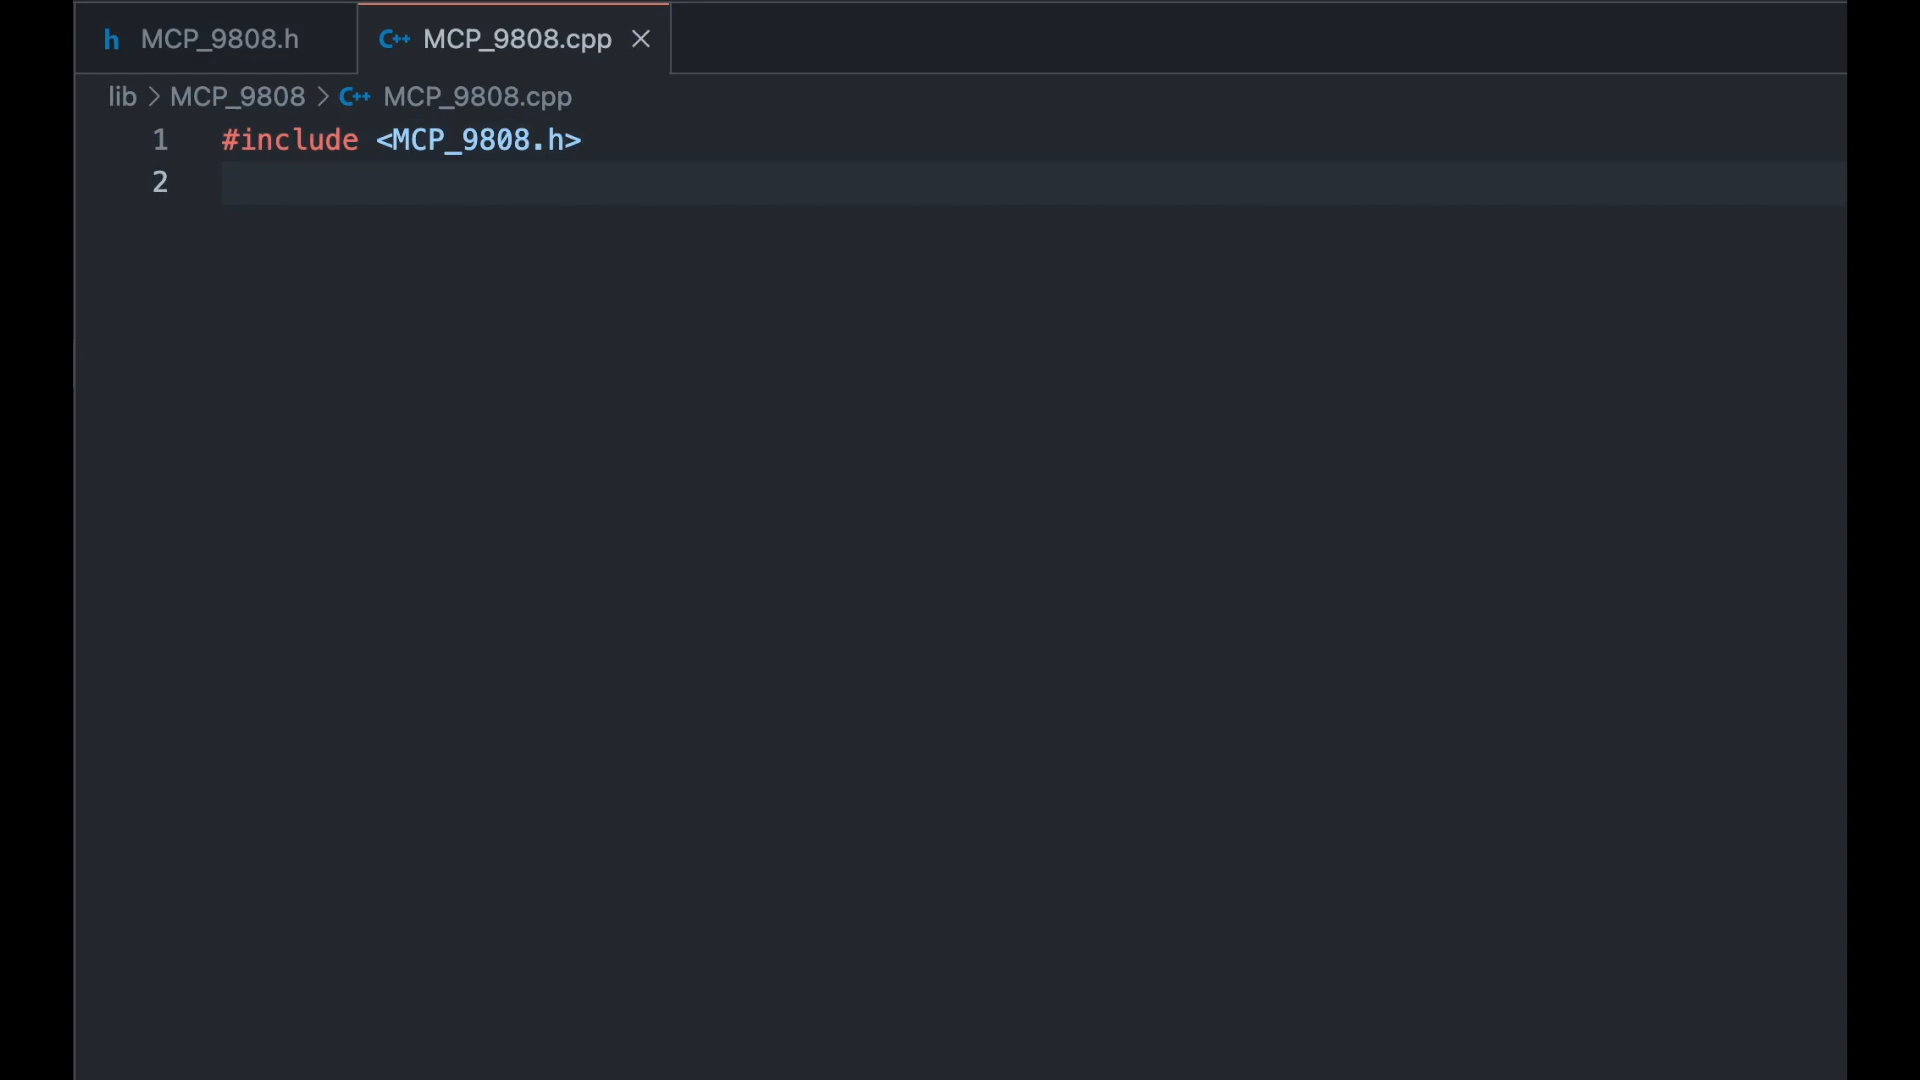 h MCP_9808.h C++ MCP_9808.cpp
lib > MCP_9808 > C++ MCP_9808.cpp
1 #include <MCP_9808.h>
2